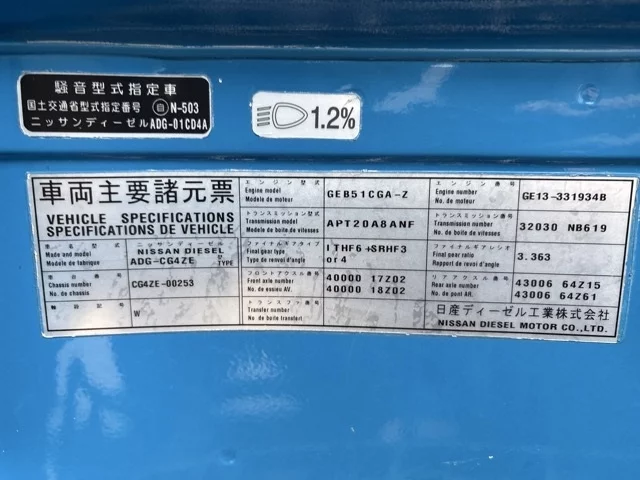 騒音型式指定車
国土交通省型式指定番号 自 N-503
ニッサンディーゼル ADG-01CD4A
1.2%
車両主要諸元票
VEHICLE SPECIFICATIONS
SPECIFICATIONS DE VEHICLE
車名 型式
Made and model
Modele de fabrique
ニッサンディーゼル
NISSAN DIESEL
ADG-CG4ZE 型 TYPE
車台番号
Chassis number
No. de chassis
CG4ZE-00253
W
エンジン型式
Engine model
Modele de moteur
GEB51CGA-Z
エンジン番号
Engine number
No. de moteur
GE13-331934B
トランスミッション型式
Transmission model
No. de boite de vitesses
APT20A8ANF
トランスミッション番号
Transmission number
No. de boite de vitesses
32030 NB619
ファイナルギアタイプ
Final gear type
Type de renvoi d'angle
ITHF6+SRHF3
or 4
ファイナルギアレシオ
Final gear ratio
Rapport de renvoi d'angle
3.363
フロントアクスル番号
Front axle number
No. de essieu AV.
40000 17Z02
40000 18Z02
リアアクスル番号
Rear axle number
No. de pont AR.
43006 64Z15
43006 64Z61
トランスファ番号
Transfer number
No. de boite transfert
日産ディーゼル工業株式会社
NISSAN DIESEL MOTOR CO.,LTD.